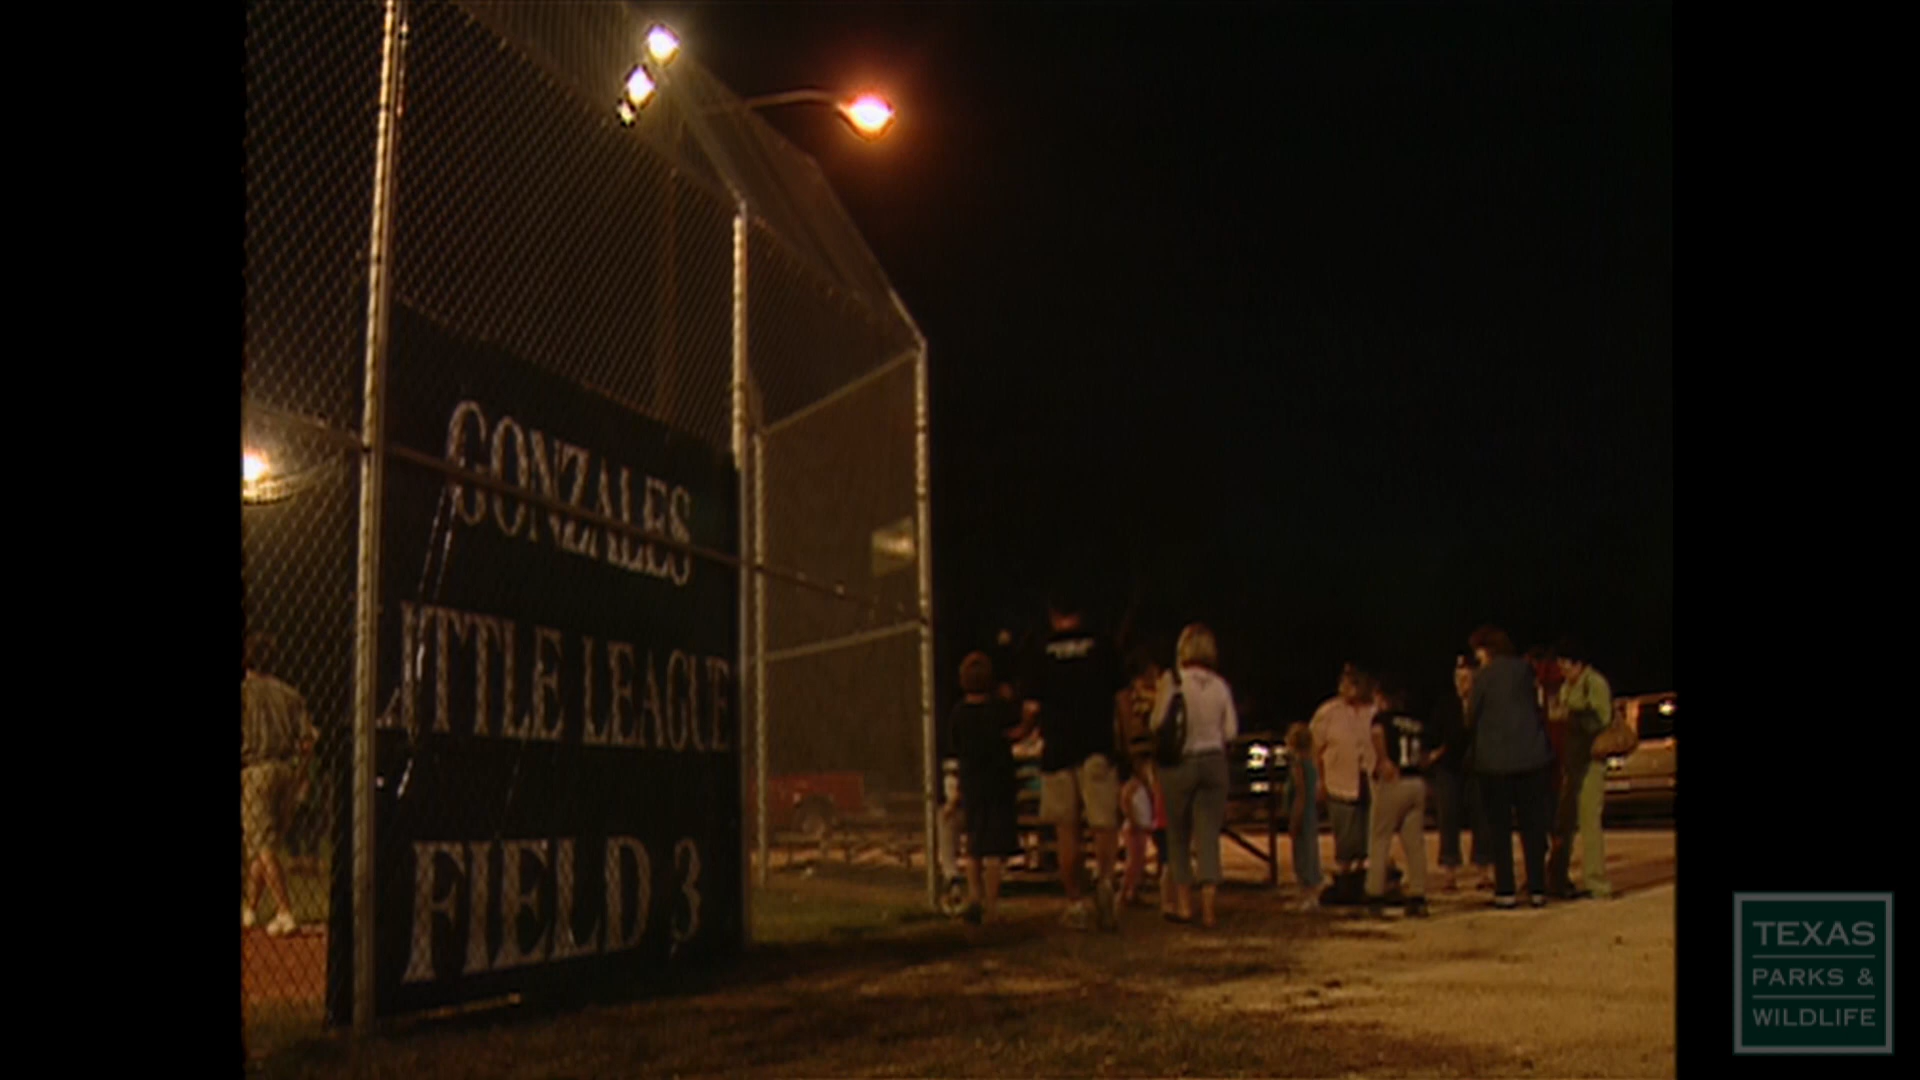 GONZALES
LITTLE LEAGUE
FIELD 3
TEXAS
PARKS &
WILDLIFE